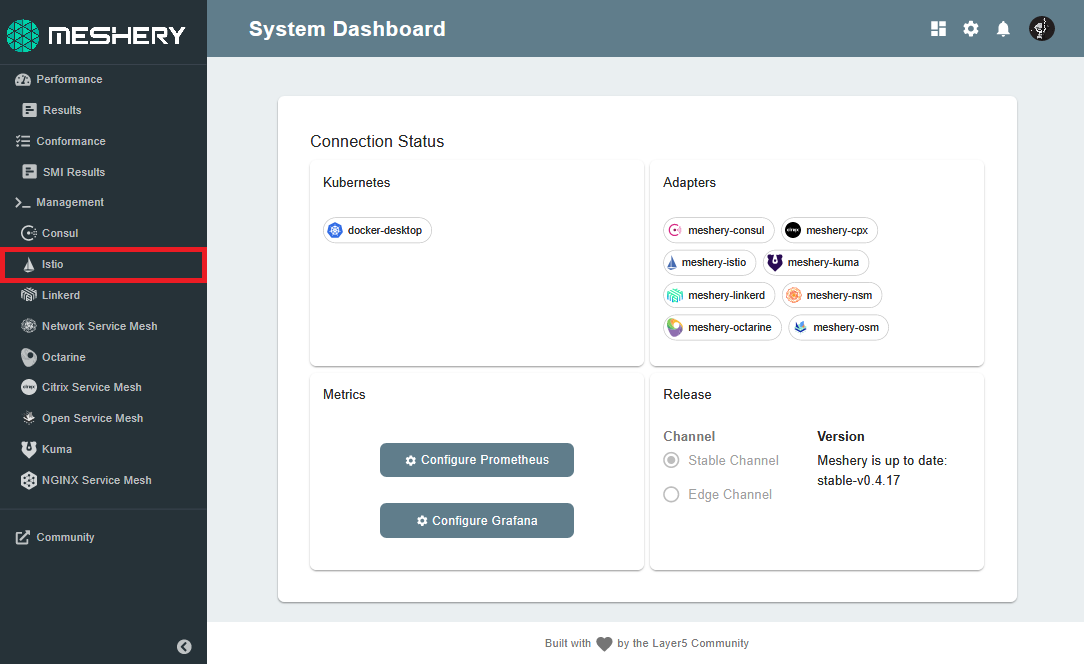 MESHERY
System Dashboard
Performance
Results
Conformance
SMI Results
Management
Consul
Istio
Linkerd
Network Service Mesh
Octarine
Citrix Service Mesh
Open Service Mesh
Kuma
NGINX Service Mesh
Community
Connection Status
Kubernetes
docker-desktop
Adapters
meshery-consul
meshery-cpx
meshery-istio
meshery-kuma
meshery-linkerd
meshery-nsm
meshery-octarine
meshery-osm
Metrics
Configure Prometheus
Configure Grafana
Release
Channel
Stable Channel
Edge Channel
Version
Meshery is up to date:
stable-v0.4.17
Built with by the Layer5 Community